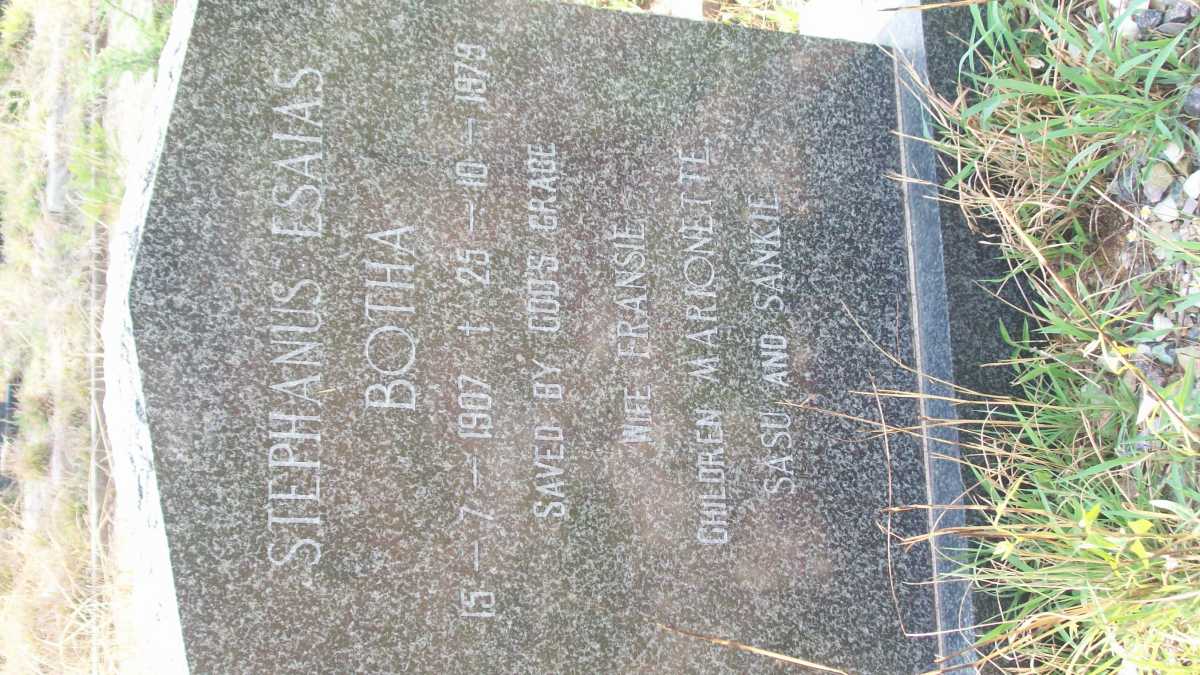 STEPHANUS ESAIAS
BOTHA
15 — 7 — 1907 † 25 — 10 — 1979
SAVED BY GOD'S GRACE
WIFE FRANSIE
CHILDREN MARIONETTE
SASU AND SANKIE